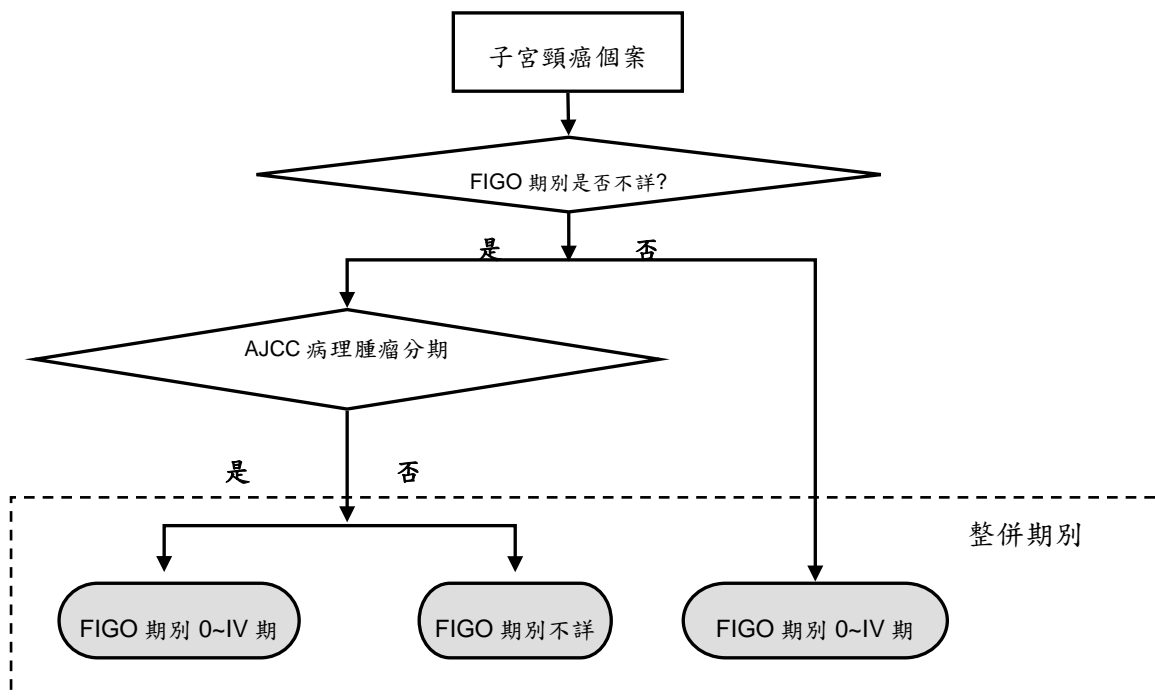 子宮頸癌個案
FIGO 期別是否不詳?
是
否
AJCC 病理腫瘤分期
是
否
整併期別
FIGO 期別 0~IV 期
FIGO 期別不詳
FIGO 期別 0~IV 期